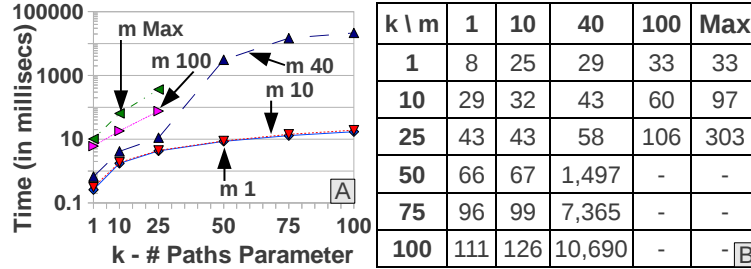 Time (in millisecs)
100000
1000
10
0.1
m Max
m 100
m 40
m 10
m 1
A
1 10 25 50 75 100
k - # Paths Parameter
k \ m 1 10 40 100 Max
1 8 25 29 33 33
10 29 32 43 60 97
25 43 43 58 106 303
50 66 67 1,497 - -
75 96 99 7,365 - -
100 111 126 10,690 - -
B